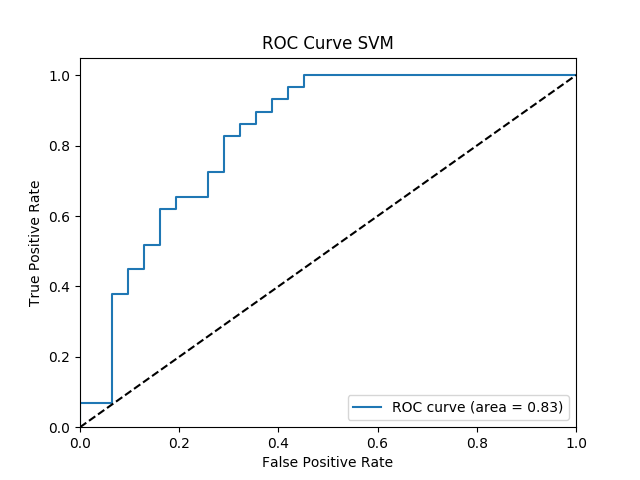 ROC Curve SVM
1.0
0.8
0.6
0.4
0.2
0.0
True Positive Rate
ROC curve (area = 0.83)
0.0 0.2 0.4 0.6 0.8 1.0
False Positive Rate